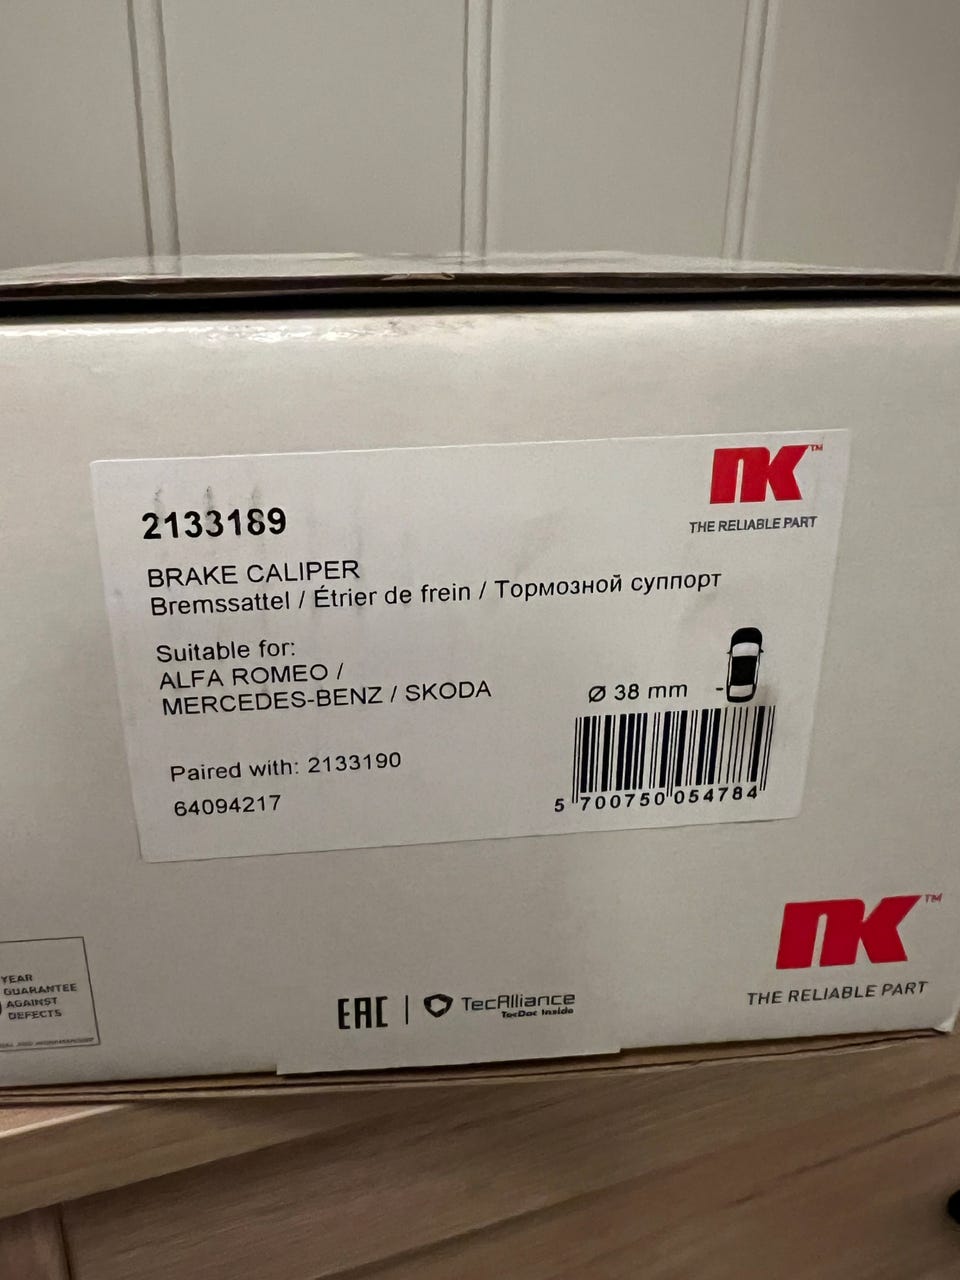 NK™
THE RELIABLE PART
2133189
BRAKE CALIPER
Bremssattel / Étrier de frein / Тормозной суппорт
Suitable for:
ALFA ROMEO /
MERCEDES-BENZ / SKODA
Ø 38 mm
Paired with: 2133190
64094217
5 700750 054784
NK™
THE RELIABLE PART
YEAR
GUARANTEE
AGAINST
DEFECTS
EAC | TecAlliance
TecDoc Inside